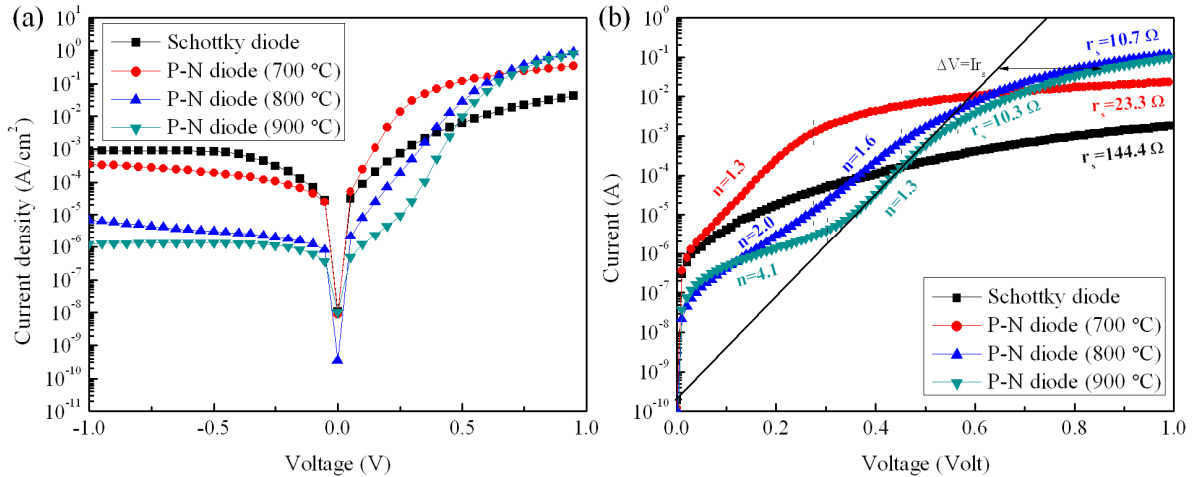 (a)
10¹
10⁰
10⁻¹
10⁻²
10⁻³
10⁻⁴
10⁻⁵
10⁻⁶
10⁻⁷
10⁻⁸
10⁻⁹
10⁻¹⁰
10⁻¹¹
Current density (A/cm²)
Schottky diode
P-N diode (700 °C)
P-N diode (800 °C)
P-N diode (900 °C)
-1.0
-0.5
0.0
0.5
1.0
Voltage (V)
(b)
10⁰
10⁻¹
10⁻²
10⁻³
10⁻⁴
10⁻⁵
10⁻⁶
10⁻⁷
10⁻⁸
10⁻⁹
10⁻¹⁰
Current (A)
ΔV=Irₛ
rₛ=10.7 Ω
rₛ=23.3 Ω
rₛ=10.3 Ω
rₛ=144.4 Ω
n=1.3
n=1.6
n=1.3
n=2.0
n=4.1
Schottky diode
P-N diode (700 °C)
P-N diode (800 °C)
P-N diode (900 °C)
0.0
0.2
0.4
0.6
0.8
1.0
Voltage (Volt)